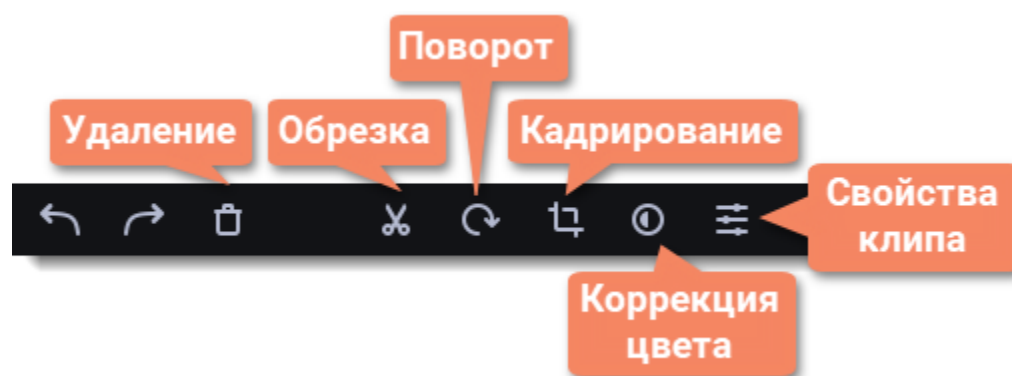 Поворот
Удаление
Обрезка
Кадрирование
Свойства
клипа
Коррекция
цвета